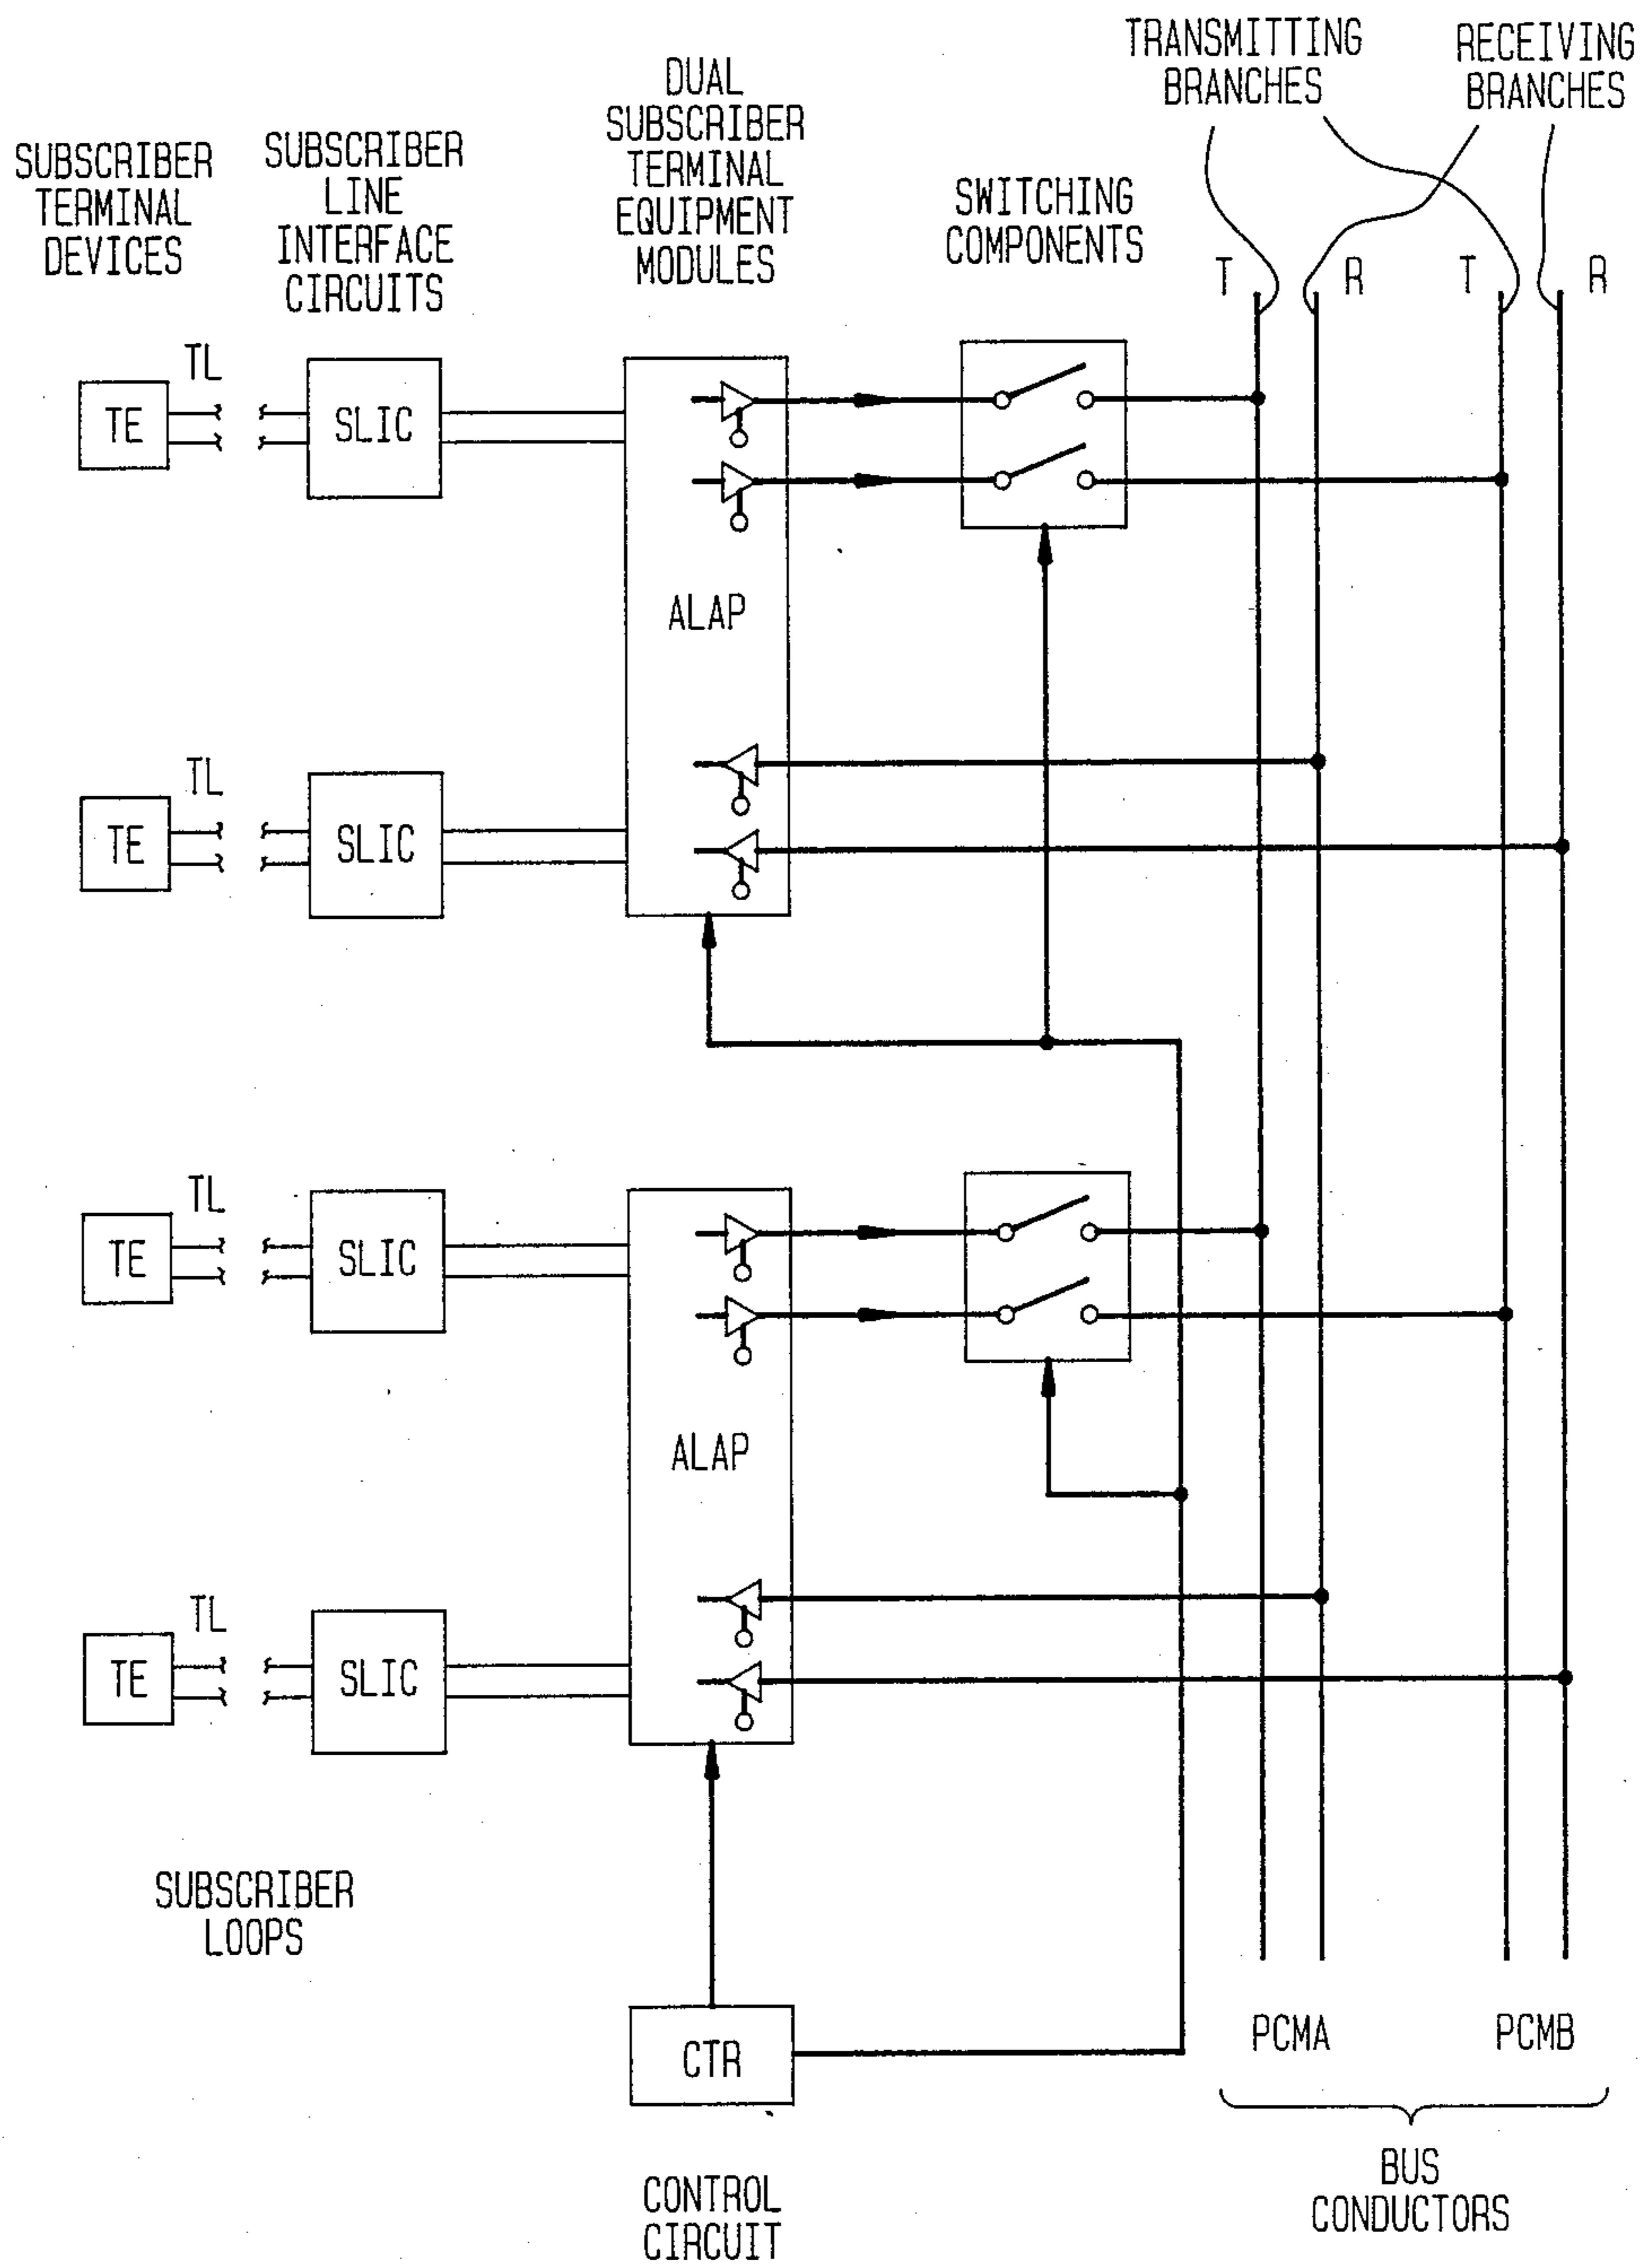 TRANSMITTING
BRANCHES
RECEIVING
BRANCHES
DUAL
SUBSCRIBER
TERMINAL
EQUIPMENT
MODULES
SUBSCRIBER
TERMINAL
DEVICES
SUBSCRIBER
LINE
INTERFACE
CIRCUITS
SWITCHING
COMPONENTS
T
R
T
R
TL
TE
SLIC
ALAP
TL
TE
SLIC
TL
TE
SLIC
ALAP
TL
TE
SLIC
SUBSCRIBER
LOOPS
CTR
PCMA
PCMB
CONTROL
CIRCUIT
BUS
CONDUCTORS